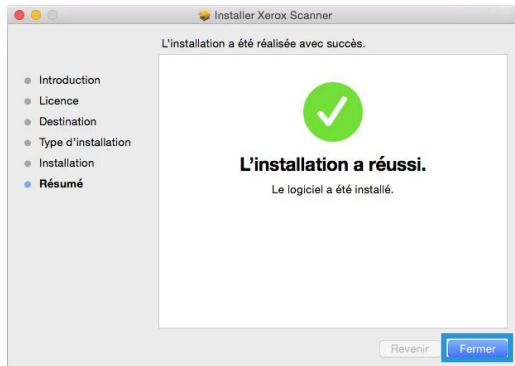 Installer Xerox Scanner
L'installation a été réalisée avec succès.
Introduction
Licence
Destination
Type d'installation
Installation
Résumé
L'installation a réussi.
Le logiciel a été installé.
Revenir
Fermer